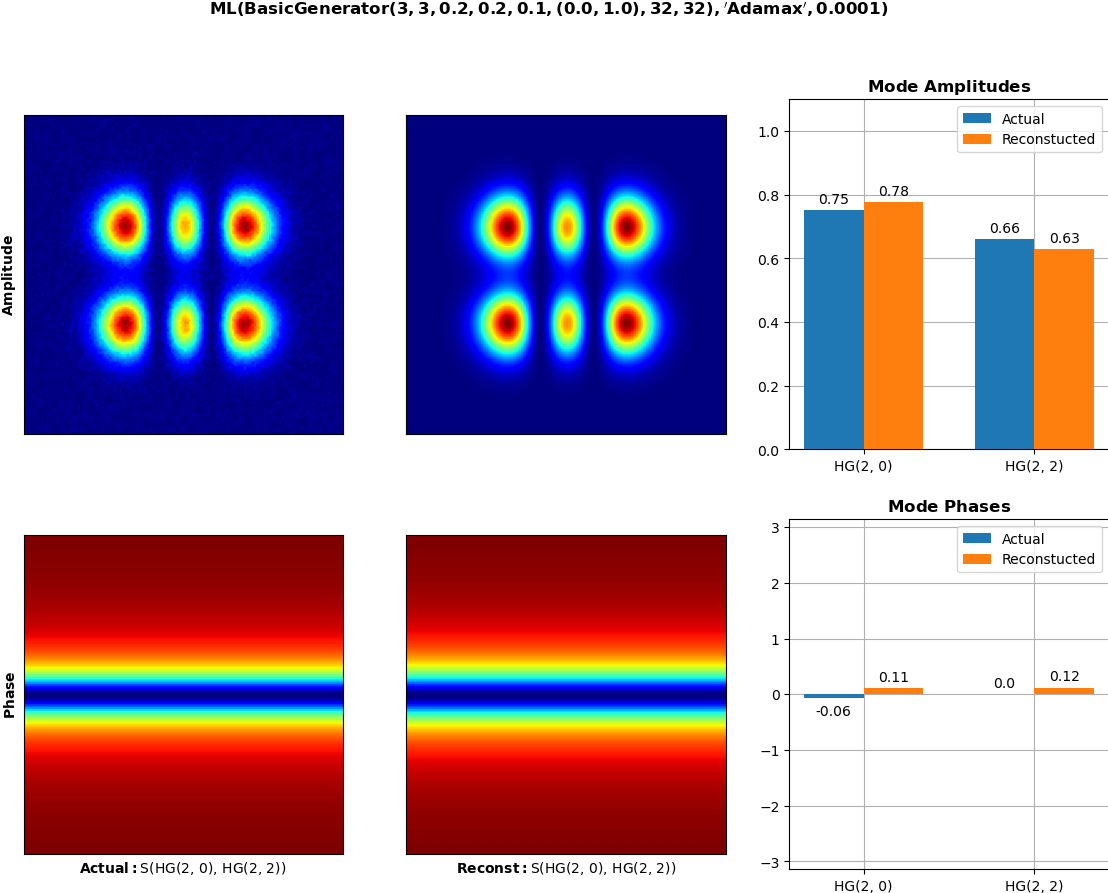 ML(BasicGenerator(3, 3, 0.2, 0.2, 0.1, (0.0, 1.0), 32, 32), ′Adamax′, 0.0001)
Amplitude
Mode Amplitudes
Actual
Reconstucted
1.0
0.8
0.6
0.4
0.2
0.0
0.75
0.78
0.66
0.63
HG(2, 0)
HG(2, 2)
Phase
Actual: S(HG(2, 0), HG(2, 2))
Reconst: S(HG(2, 0), HG(2, 2))
Mode Phases
Actual
Reconstucted
3
2
1
0
−1
−2
−3
-0.06
0.11
0.0
0.12
HG(2, 0)
HG(2, 2)